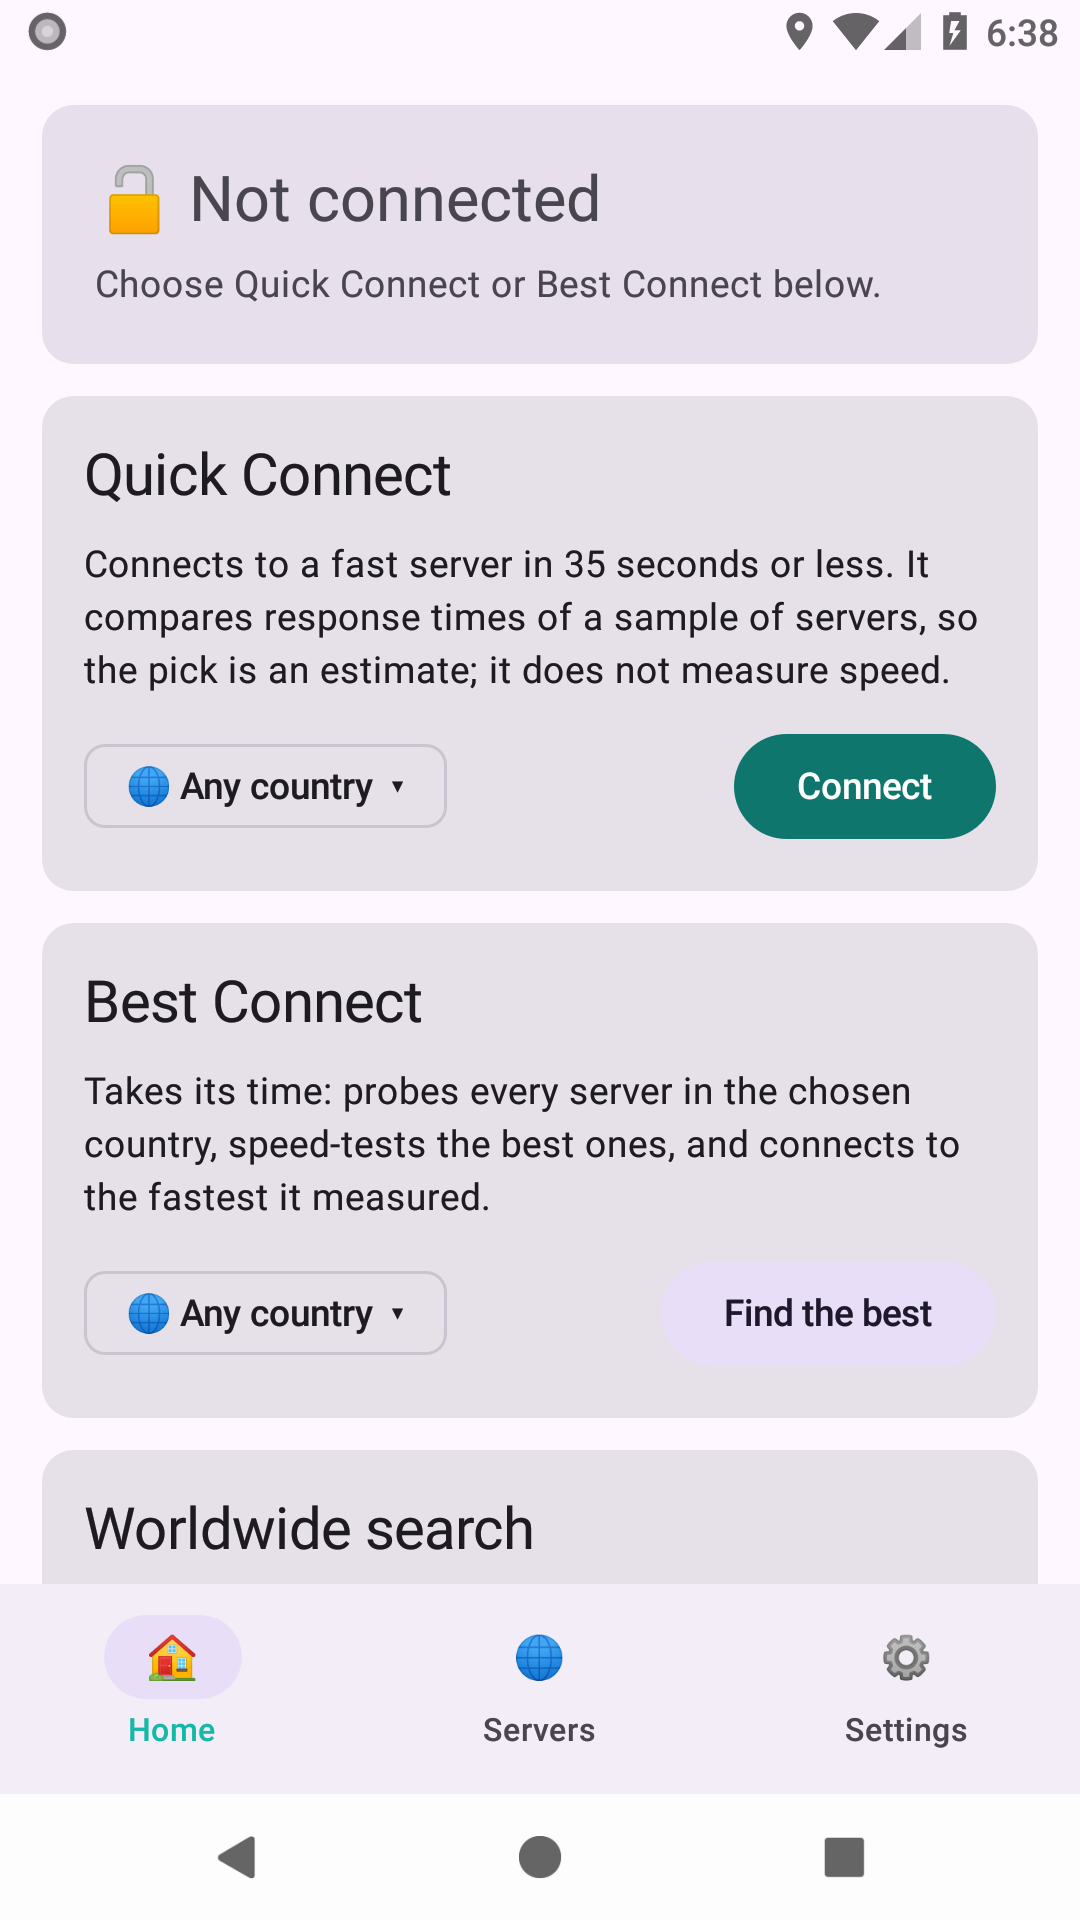 6:38
Not connected
Choose Quick Connect or Best Connect below.
Quick Connect
Connects to a fast server in 35 seconds or less. It
compares response times of a sample of servers, so
the pick is an estimate; it does not measure speed.
Any country
Connect
Best Connect
Takes its time: probes every server in the chosen
country, speed-tests the best ones, and connects to
the fastest it measured.
Any country
Find the best
Worldwide search
Home
Servers
Settings